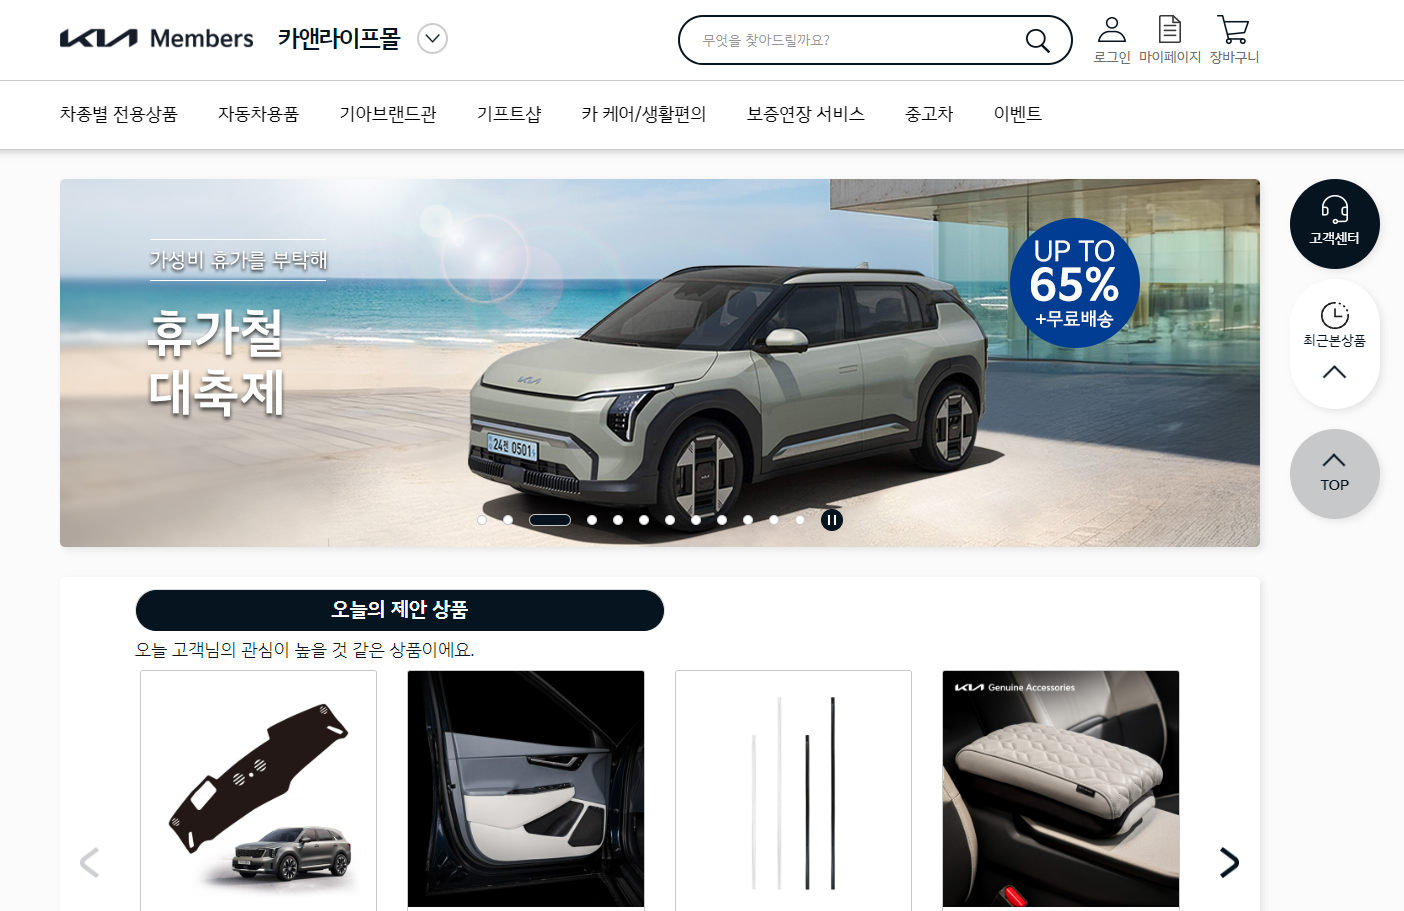 KIA Members 카앤라이프몰
무엇을 찾아드릴까요?
로그인 마이페이지 장바구니
차종별 전용상품 자동차용품 기아브랜드관 기프트샵 카 케어/생활편의 보증연장 서비스 중고차 이벤트
가성비 휴가를 부탁해
휴가철
대축제
UP TO
65%
+무료배송
KIA
24젠 0501
고객센터
최근본상품
TOP
오늘의 제안 상품
오늘 고객님의 관심이 높을 것 같은 상품이에요.
KIA Genuine Accessories